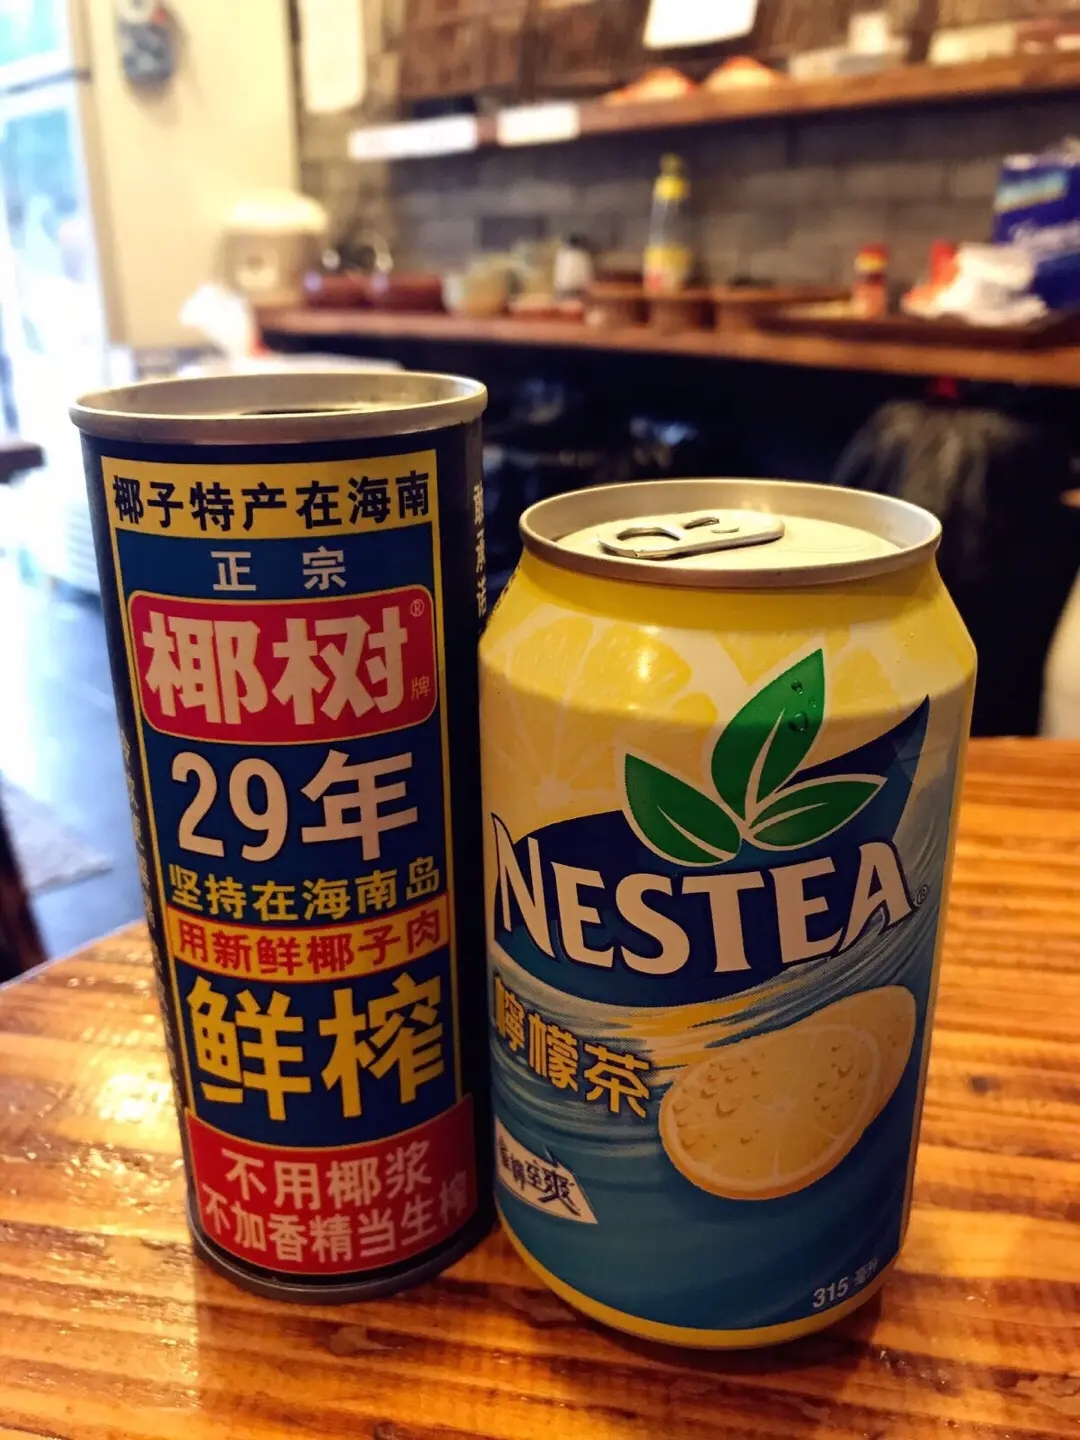 椰子特产在海南
正宗
椰树®
牌
29年
坚持在海南岛
用新鲜椰子肉
鲜榨
不用椰浆
不加香精当生榨
NESTEA®
檸檬茶
315 毫升